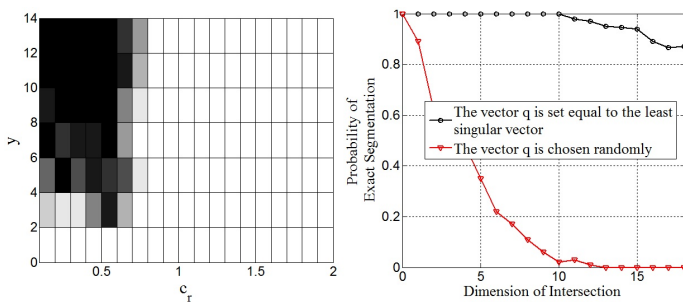 14
12
10
8
6
4
2
0
y
0.5
1
1.5
2
c_r
1
0.8
0.6
0.4
0.2
0
Probability of
Exact Segmentation
The vector q is set equal to the least
singular vector
The vector q is chosen randomly
0
5
10
15
Dimension of Intersection